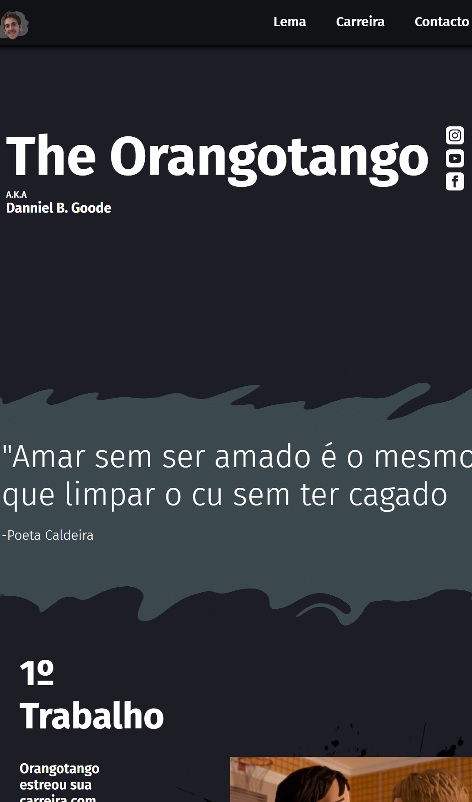 Lema Carreira Contacto
The Orangotango
A.K.A
Danniel B. Goode
"Amar sem ser amado é o mesmo
que limpar o cu sem ter cagado
-Poeta Caldeira
1º
Trabalho
Orangotango
estreou sua
carreira com